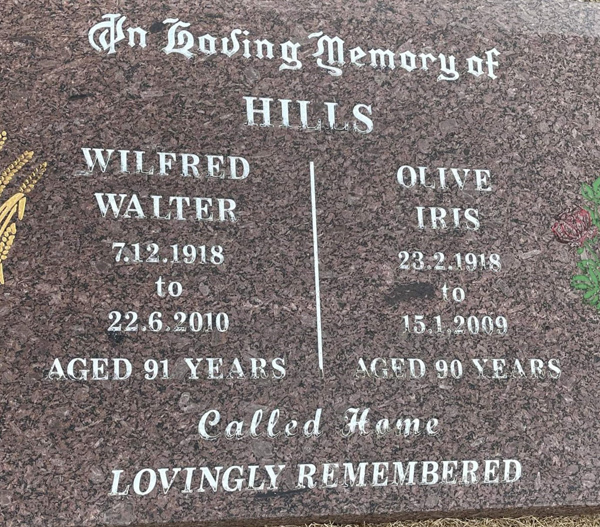 In Loving Memory of
HILLS
WILFRED
WALTER
7.12.1918
to
22.6.2010
AGED 91 YEARS
OLIVE
IRIS
23.2.1918
to
15.1.2009
AGED 90 YEARS
Called Home
LOVINGLY REMEMBERED